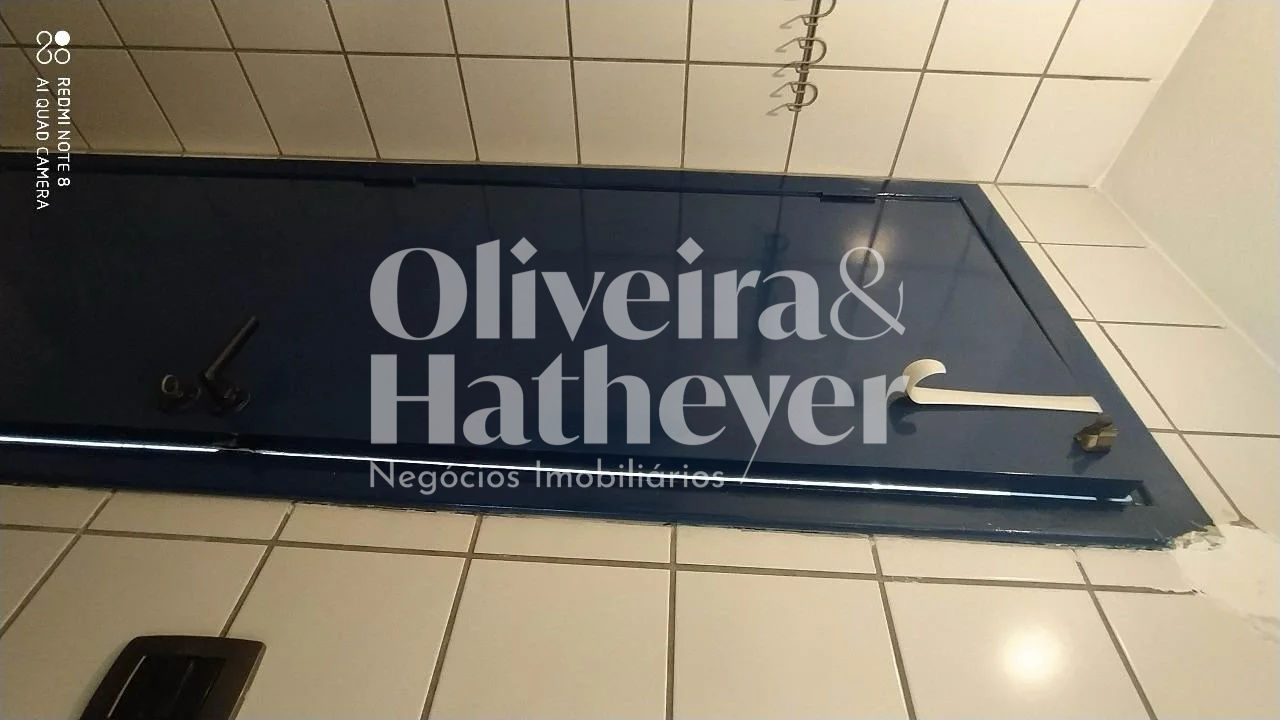 REDMI NOTE 8
AI QUAD CAMERA
Oliveira&
Hatheyer
Negócios Imobiliários